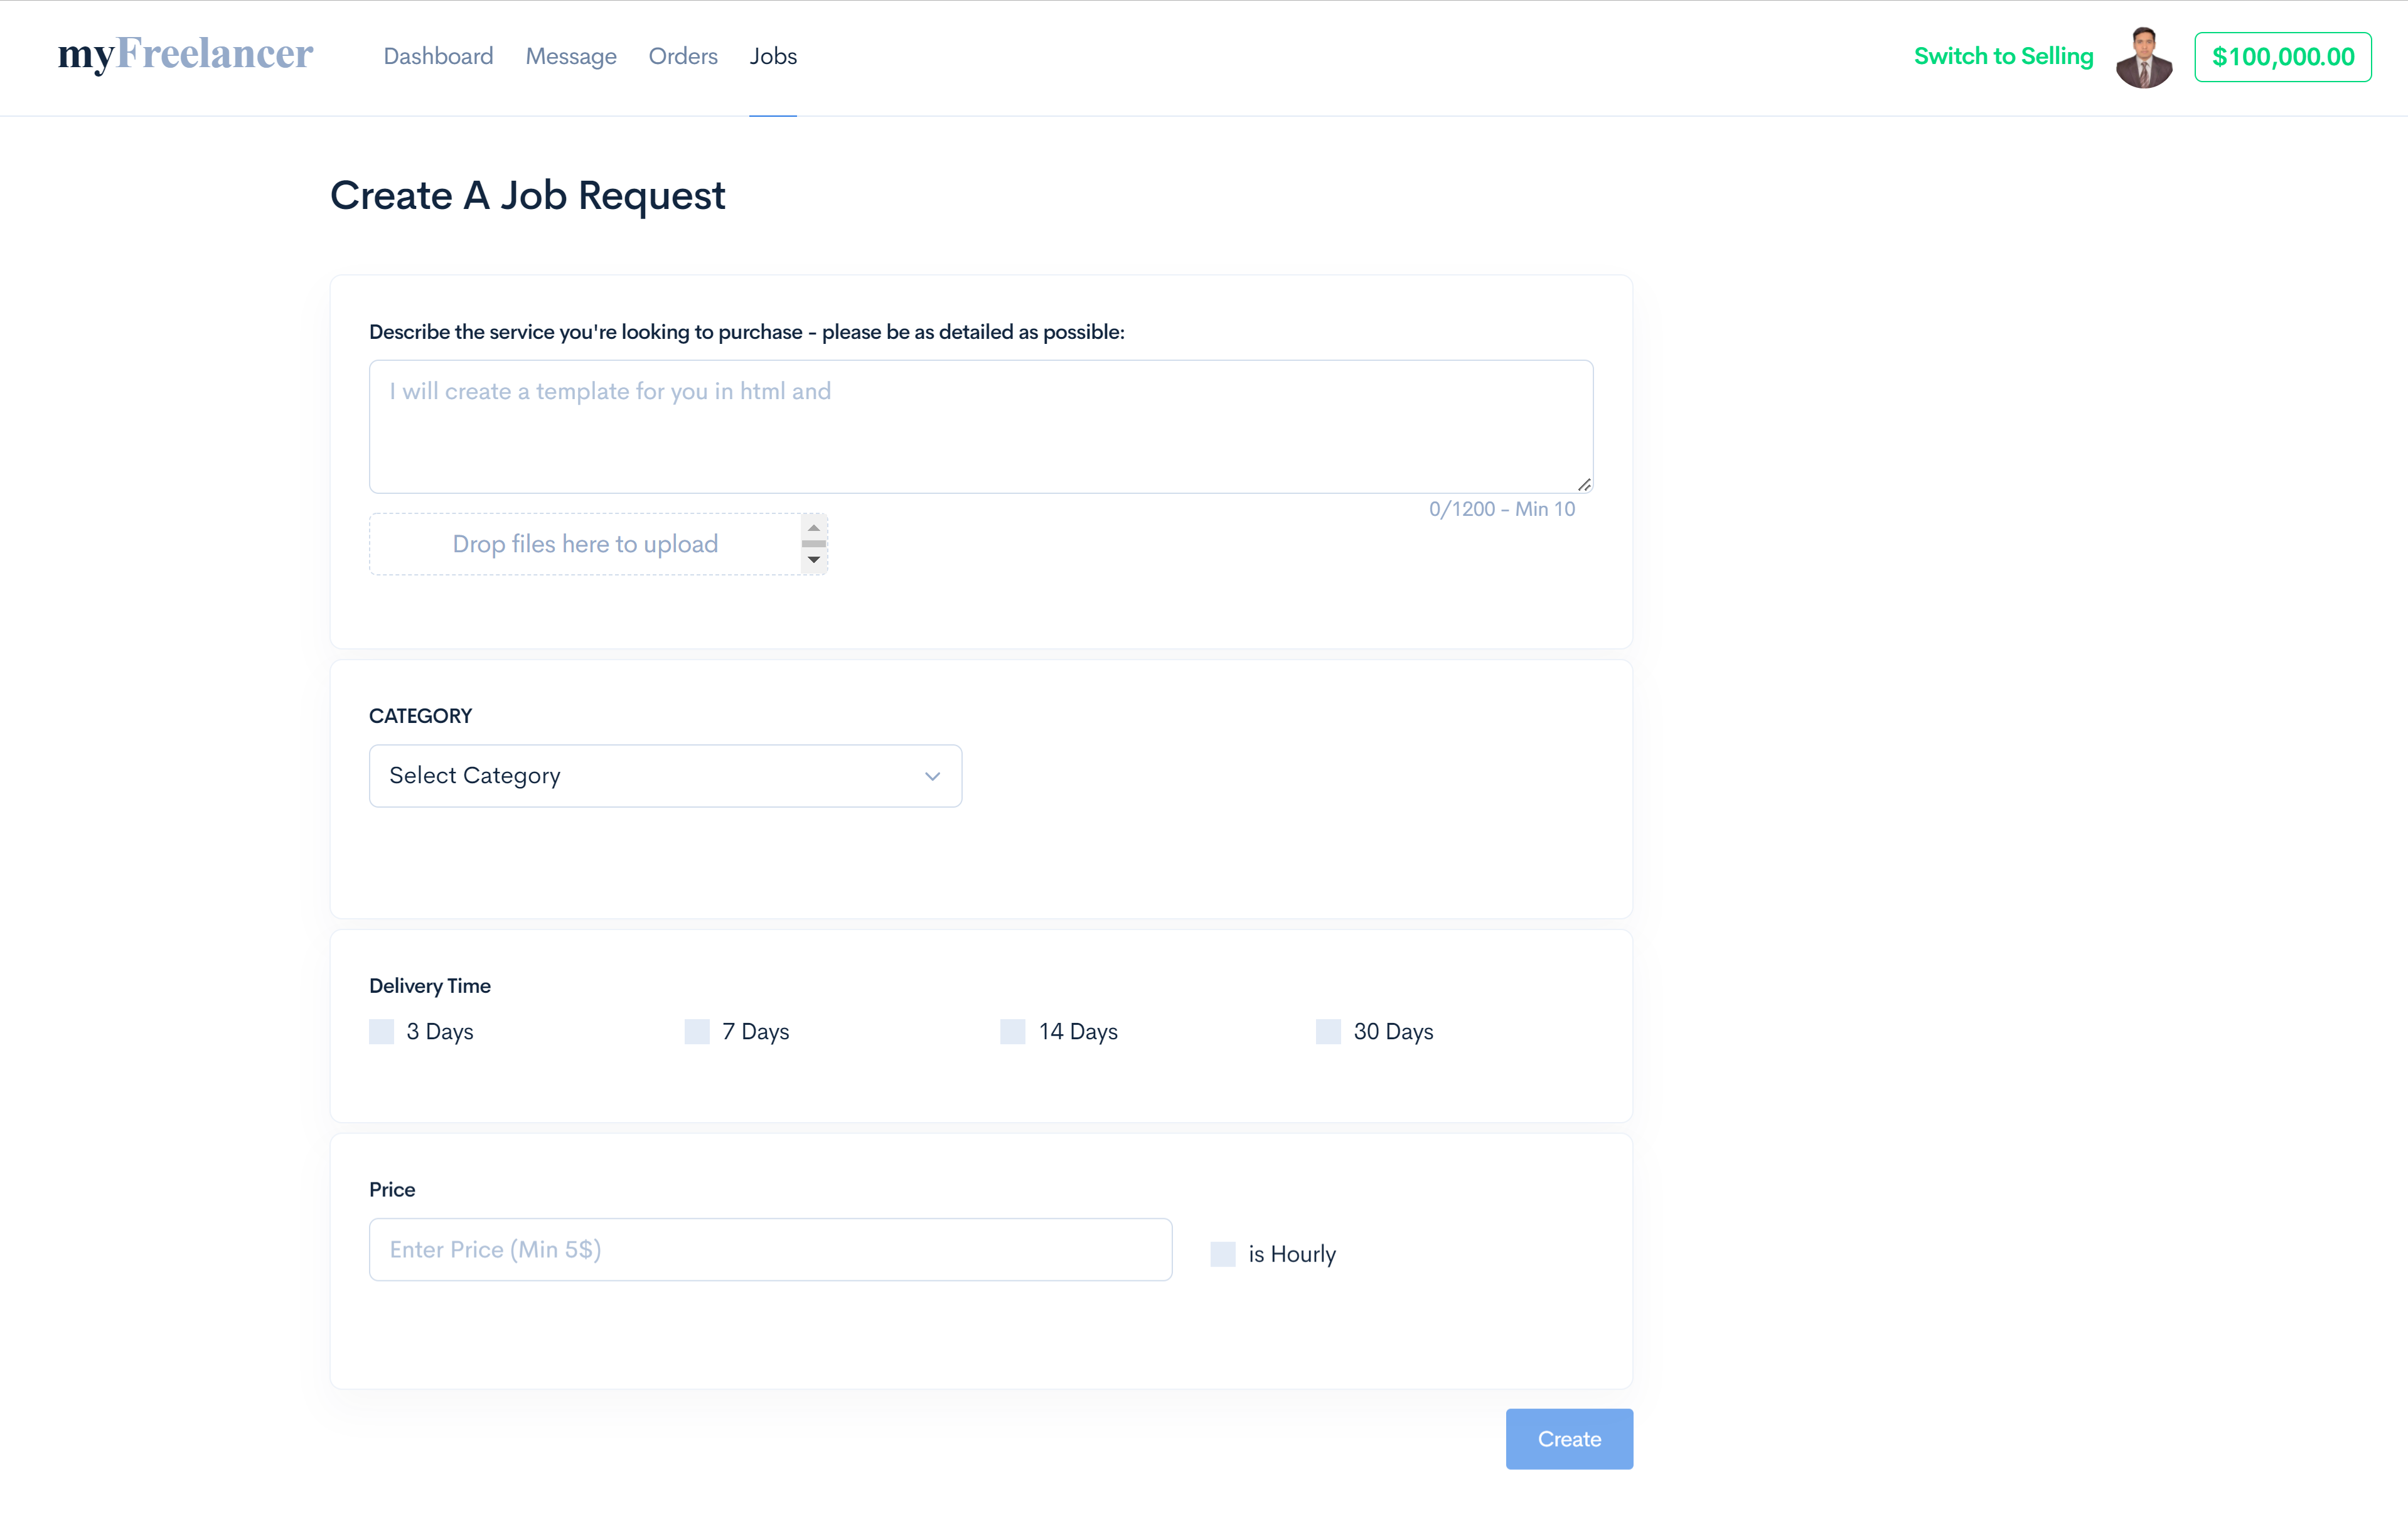 myFreelancer Dashboard Message Orders Jobs Switch to Selling $100,000.00
Create A Job Request
Describe the service you're looking to purchase - please be as detailed as possible:
I will create a template for you in html and
0/1200 - Min 10
Drop files here to upload
CATEGORY
Select Category
Delivery Time
3 Days 7 Days 14 Days 30 Days
Price
Enter Price (Min 5$) is Hourly
Create